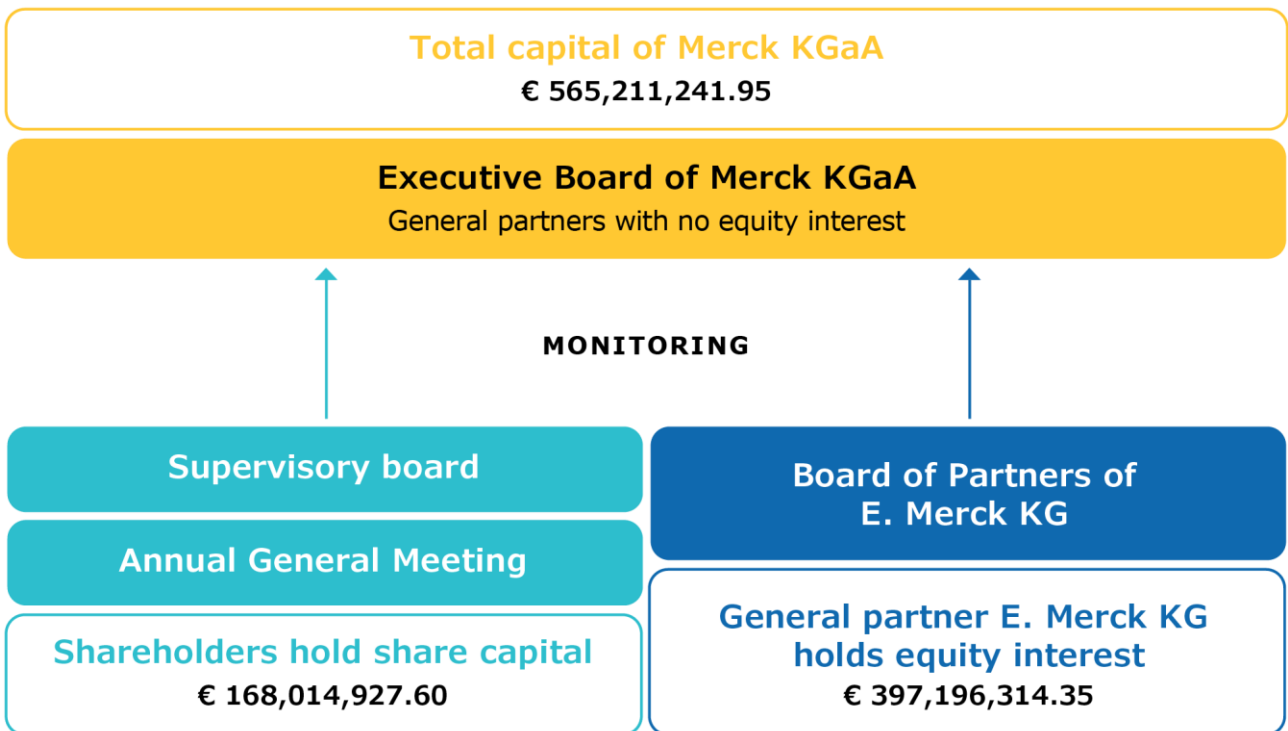 Total capital of Merck KGaA
€ 565,211,241.95
Executive Board of Merck KGaA
General partners with no equity interest
MONITORING
Supervisory board
Annual General Meeting
Shareholders hold share capital
€ 168,014,927.60
Board of Partners of
E. Merck KG
General partner E. Merck KG
holds equity interest
€ 397,196,314.35